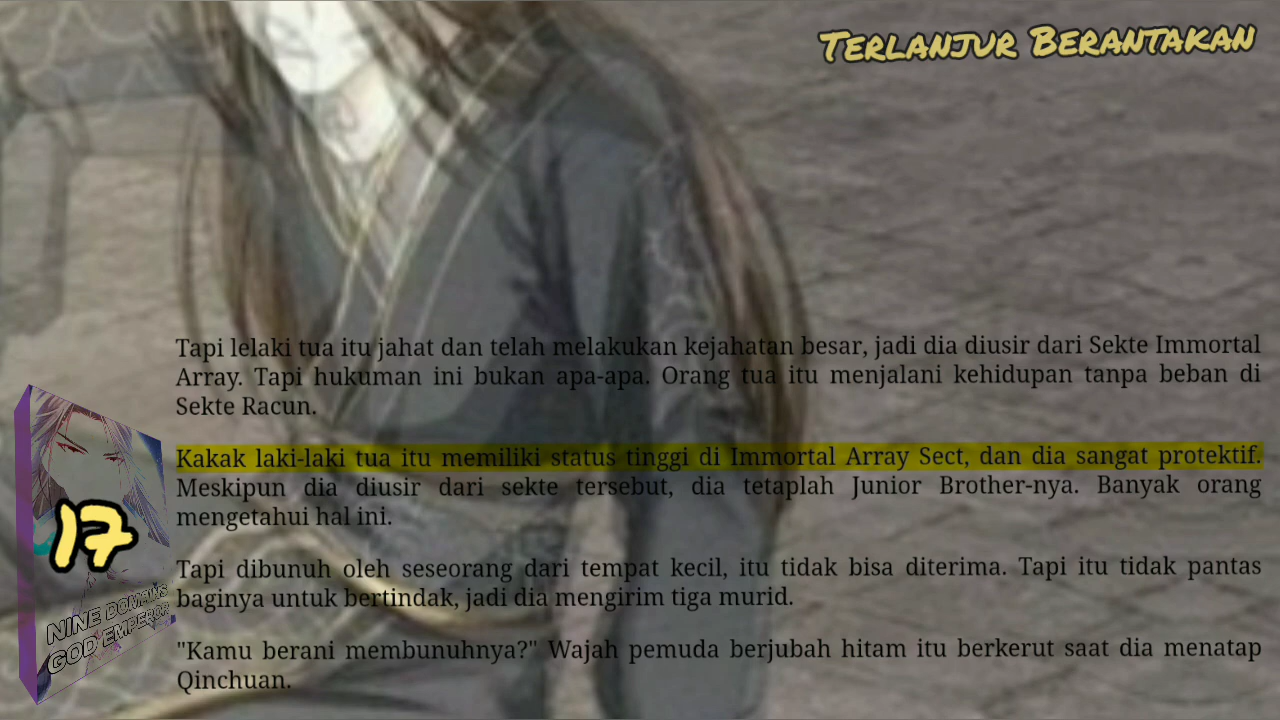 Terlanjur Berantakan
Tapi lelaki tua itu jahat dan telah melakukan kejahatan besar, jadi dia diusir dari Sekte Immortal
Array. Tapi hukuman ini bukan apa-apa. Orang tua itu menjalani kehidupan tanpa beban di
Sekte Racun.
Kakak laki-laki tua itu memiliki status tinggi di Immortal Array Sect, dan dia sangat protektif.
Meskipun dia diusir dari sekte tersebut, dia tetaplah Junior Brother-nya. Banyak orang
mengetahui hal ini.
Tapi dibunuh oleh seseorang dari tempat kecil, itu tidak bisa diterima. Tapi itu tidak pantas
baginya untuk bertindak, jadi dia mengirim tiga murid.
"Kamu berani membunuhnya?" Wajah pemuda berjubah hitam itu berkerut saat dia menatap
Qinchuan.
17
NINE DOMAINS
GOD EMPEROR